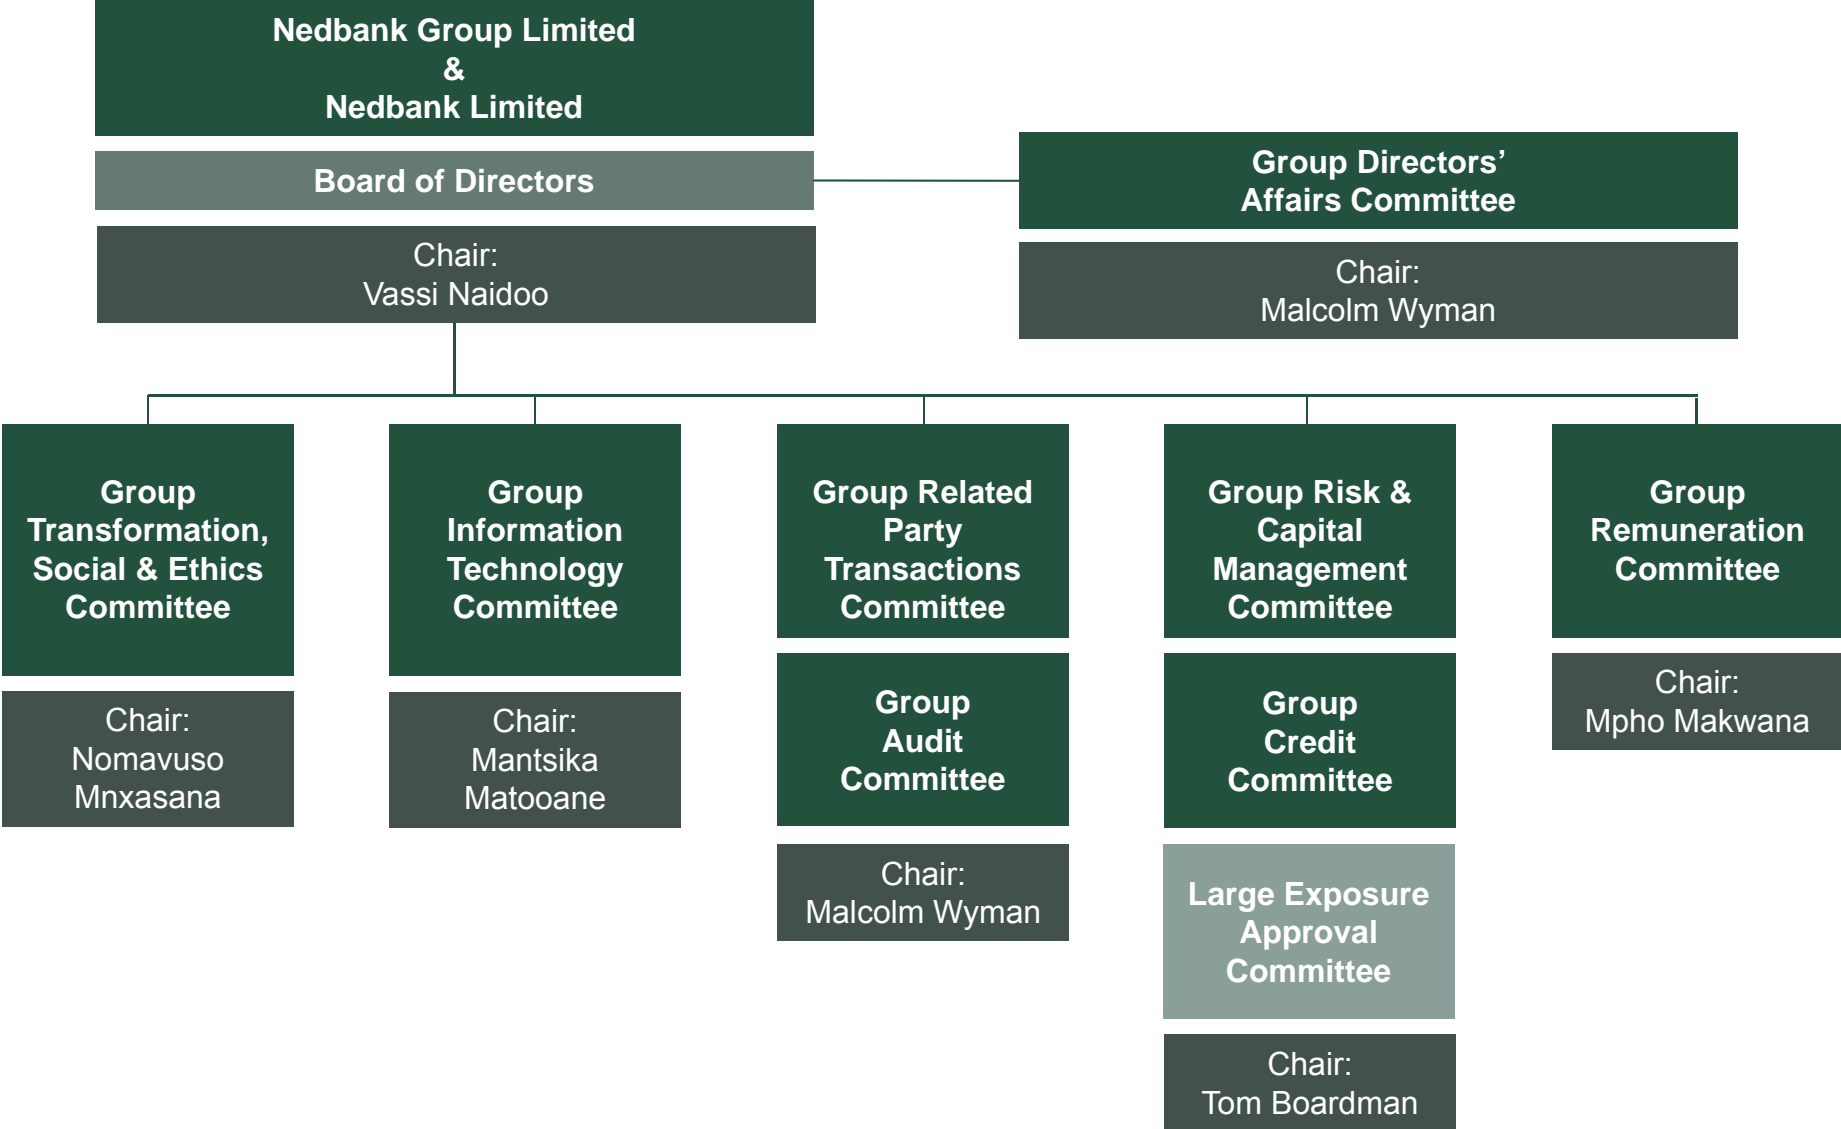 Nedbank Group Limited
&
Nedbank Limited
Board of Directors
Chair:
Vassi Naidoo
Group Directors’
Affairs Committee
Chair:
Malcolm Wyman
Group
Transformation,
Social & Ethics
Committee
Chair:
Nomavuso
Mnxasana
Group
Information
Technology
Committee
Chair:
Mantsika
Matooane
Group Related
Party
Transactions
Committee
Group
Audit
Committee
Chair:
Malcolm Wyman
Group Risk &
Capital
Management
Committee
Group
Credit
Committee
Large Exposure
Approval
Committee
Chair:
Tom Boardman
Group
Remuneration
Committee
Chair:
Mpho Makwana